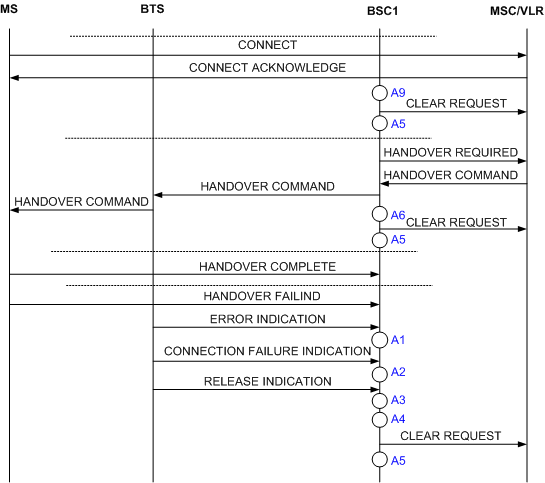 MS BTS BSC1 MSC/VLR
CONNECT
CONNECT ACKNOWLEDGE
A9
CLEAR REQUEST
A5
HANDOVER REQUIRED
HANDOVER COMMAND
HANDOVER COMMAND
HANDOVER COMMAND
A6
CLEAR REQUEST
A5
HANDOVER COMPLETE
HANDOVER FAILIND
ERROR INDICATION
A1
CONNECTION FAILURE INDICATION
A2
RELEASE INDICATION
A3
A4
CLEAR REQUEST
A5